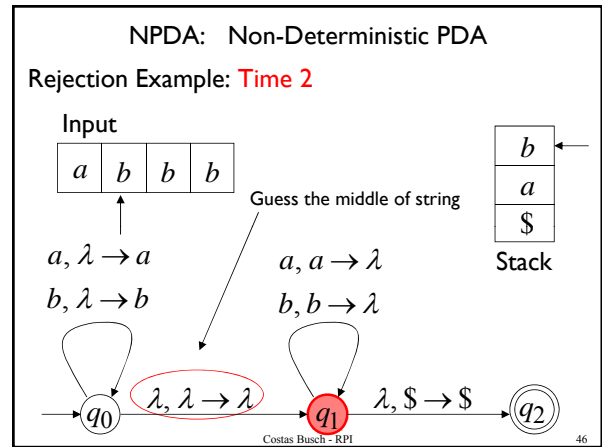 NPDA: Non-Deterministic PDA
Rejection Example: Time 2
Input
a b b b
b
a
$
Stack
Guess the middle of string
a, λ → a
b, λ → b
a, a → λ
b, b → λ
q0
λ, λ → λ
q1
λ, $ → $
q2
Costas Busch - RPI
46